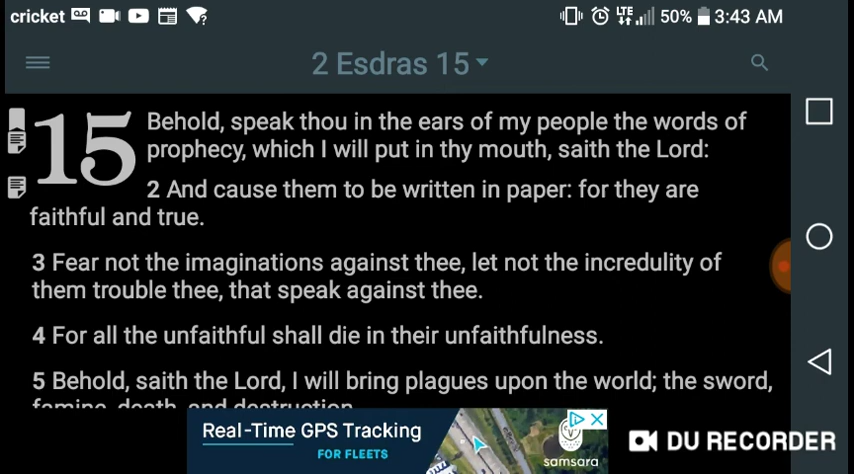 cricket 50% 3:43 AM
LTE
2 Esdras 15
15 Behold, speak thou in the ears of my people the words of
prophecy, which I will put in thy mouth, saith the Lord:
2 And cause them to be written in paper: for they are
faithful and true.
3 Fear not the imaginations against thee, let not the incredulity of
them trouble thee, that speak against thee.
4 For all the unfaithful shall die in their unfaithfulness.
5 Behold, saith the Lord, I will bring plagues upon the world; the sword,
famine, death, and destruction.
Real-Time GPS Tracking
FOR FLEETS
samsara
DU RECORDER